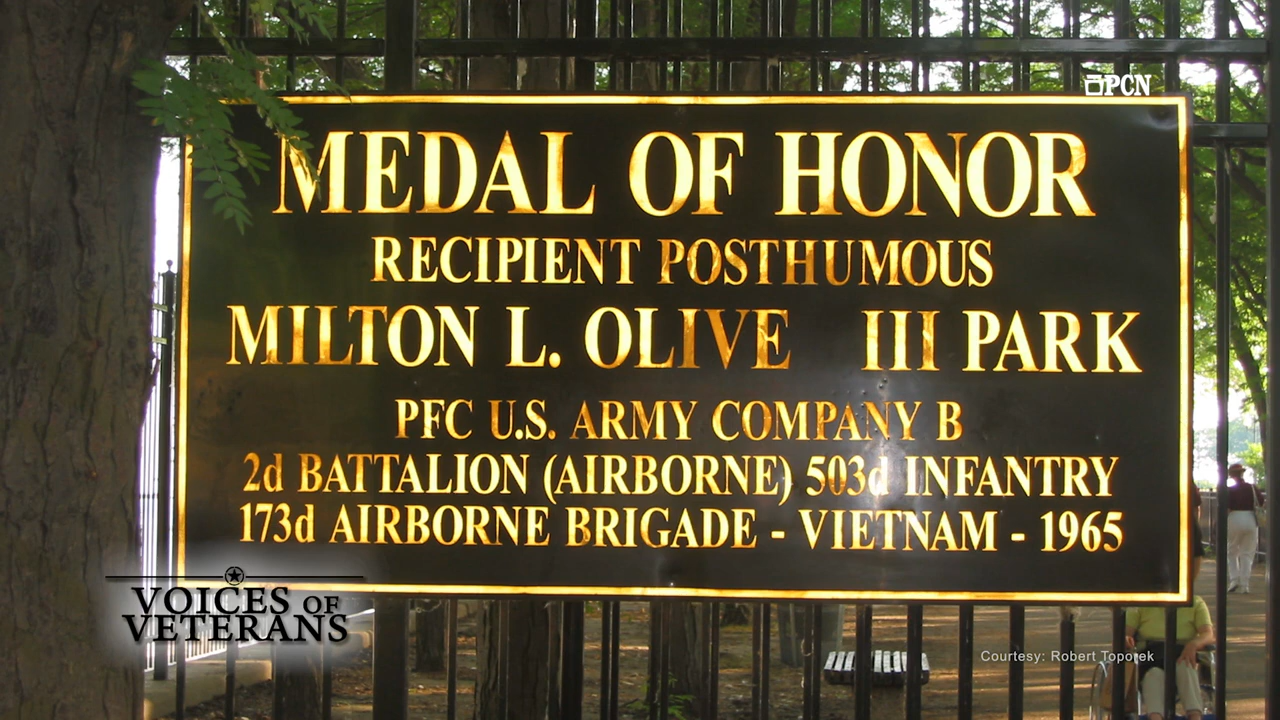 PCN
MEDAL OF HONOR
RECIPIENT POSTHUMOUS
MILTON L. OLIVE III PARK
PFC U.S. ARMY COMPANY B
2d BATTALION (AIRBORNE) 503d INFANTRY
173d AIRBORNE BRIGADE - VIETNAM - 1965
VOICES OF
VETERANS
Courtesy: Robert Toporek